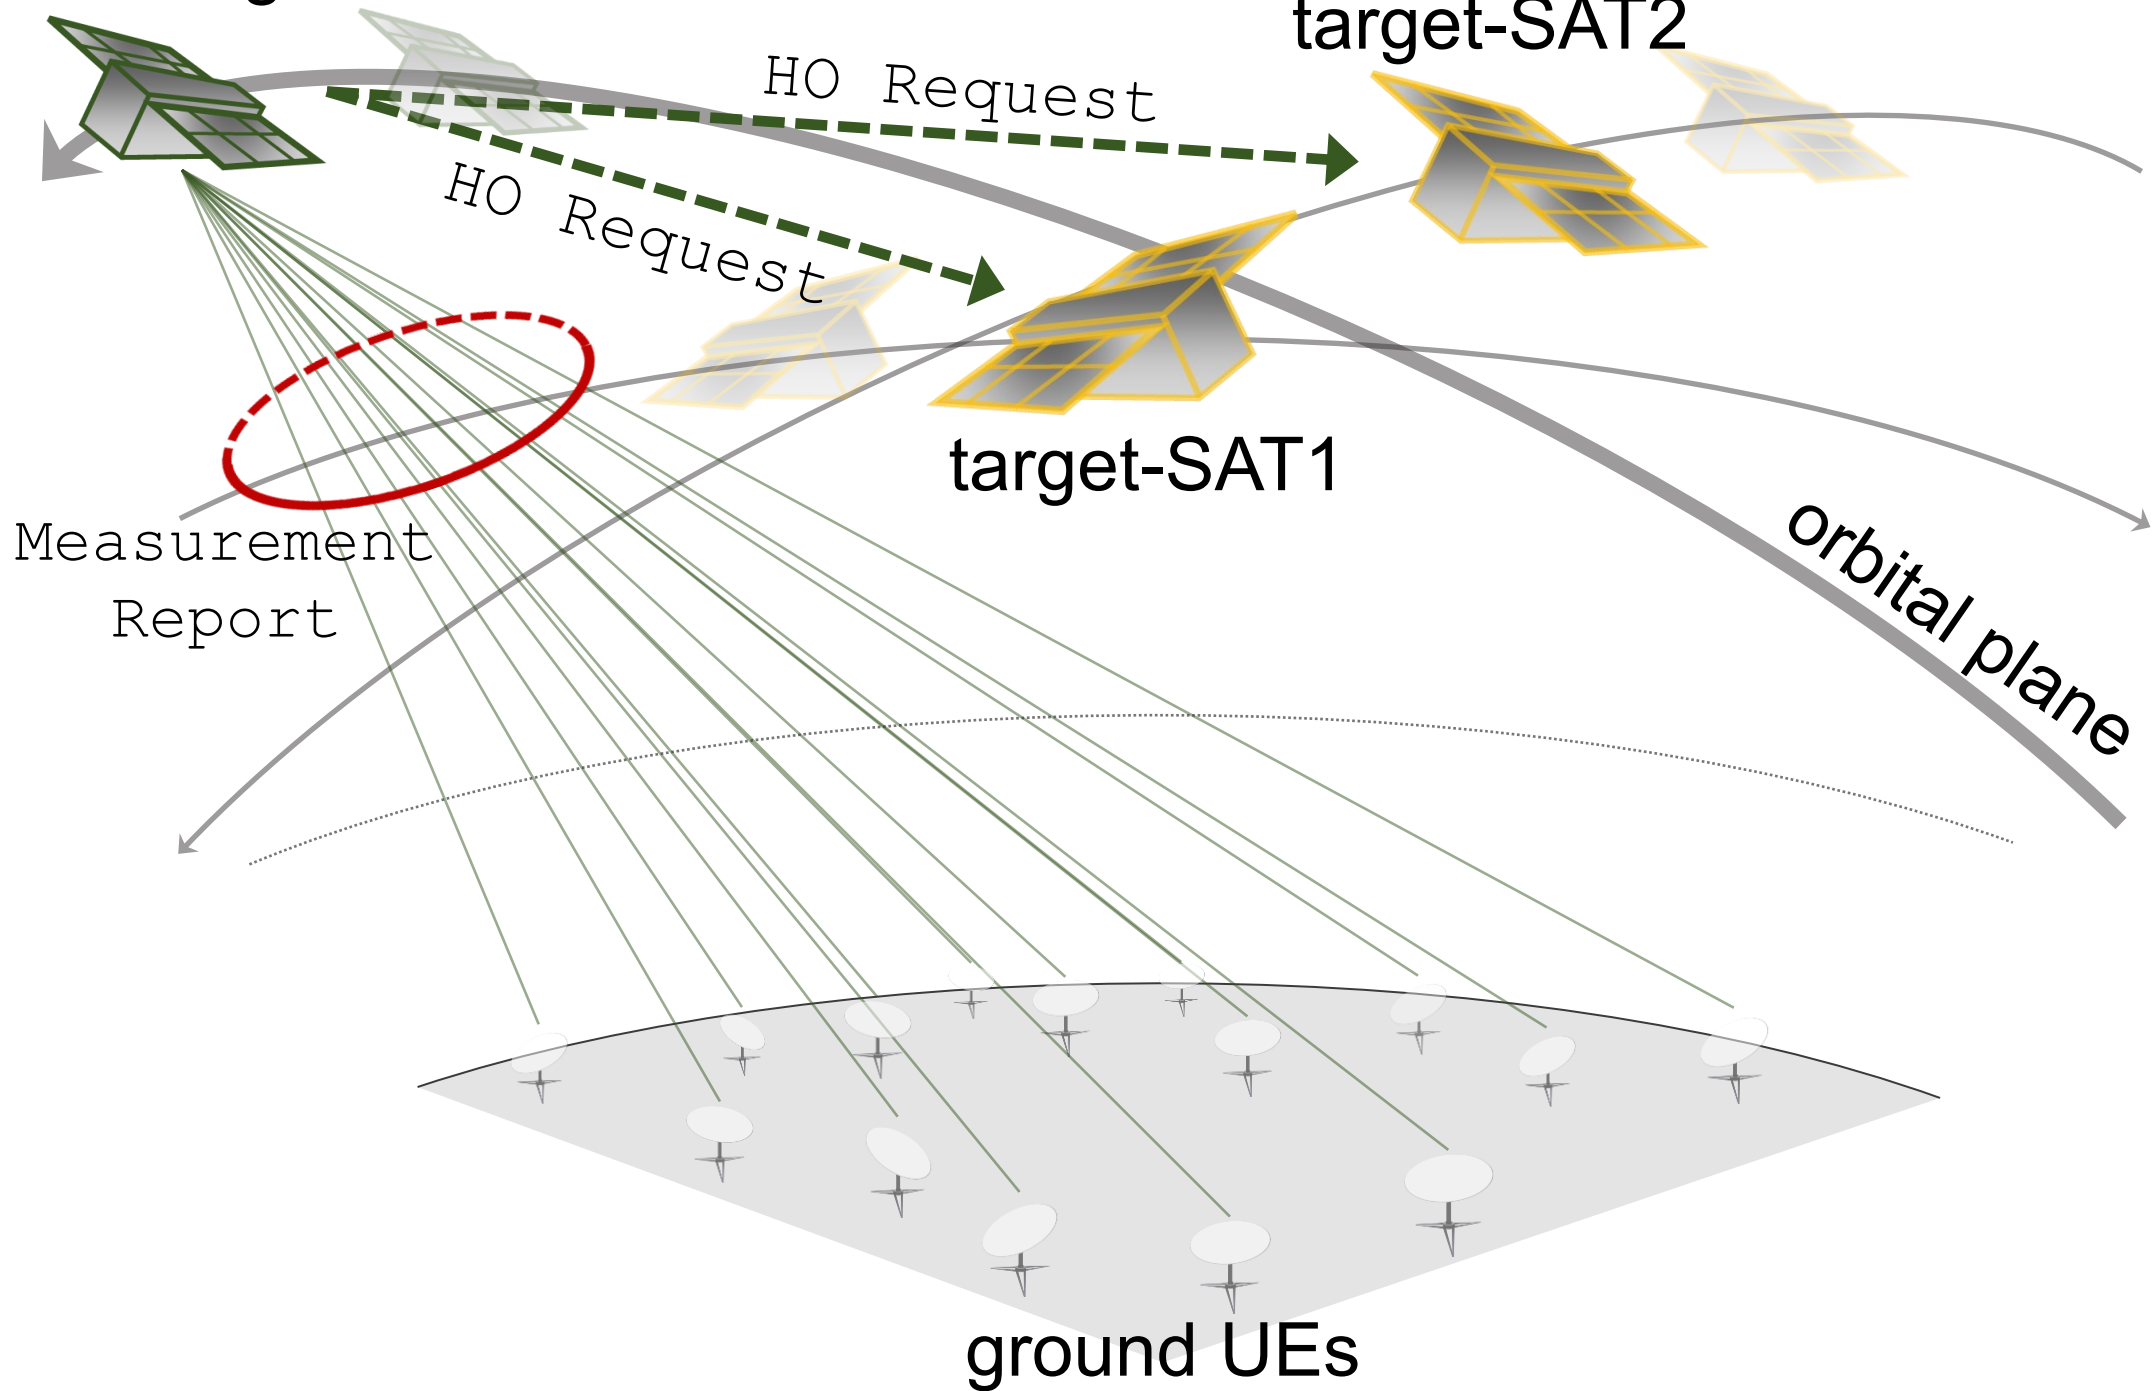 target-SAT2
HO Request
HO Request
target-SAT1
Measurement
Report
orbital plane
ground UEs